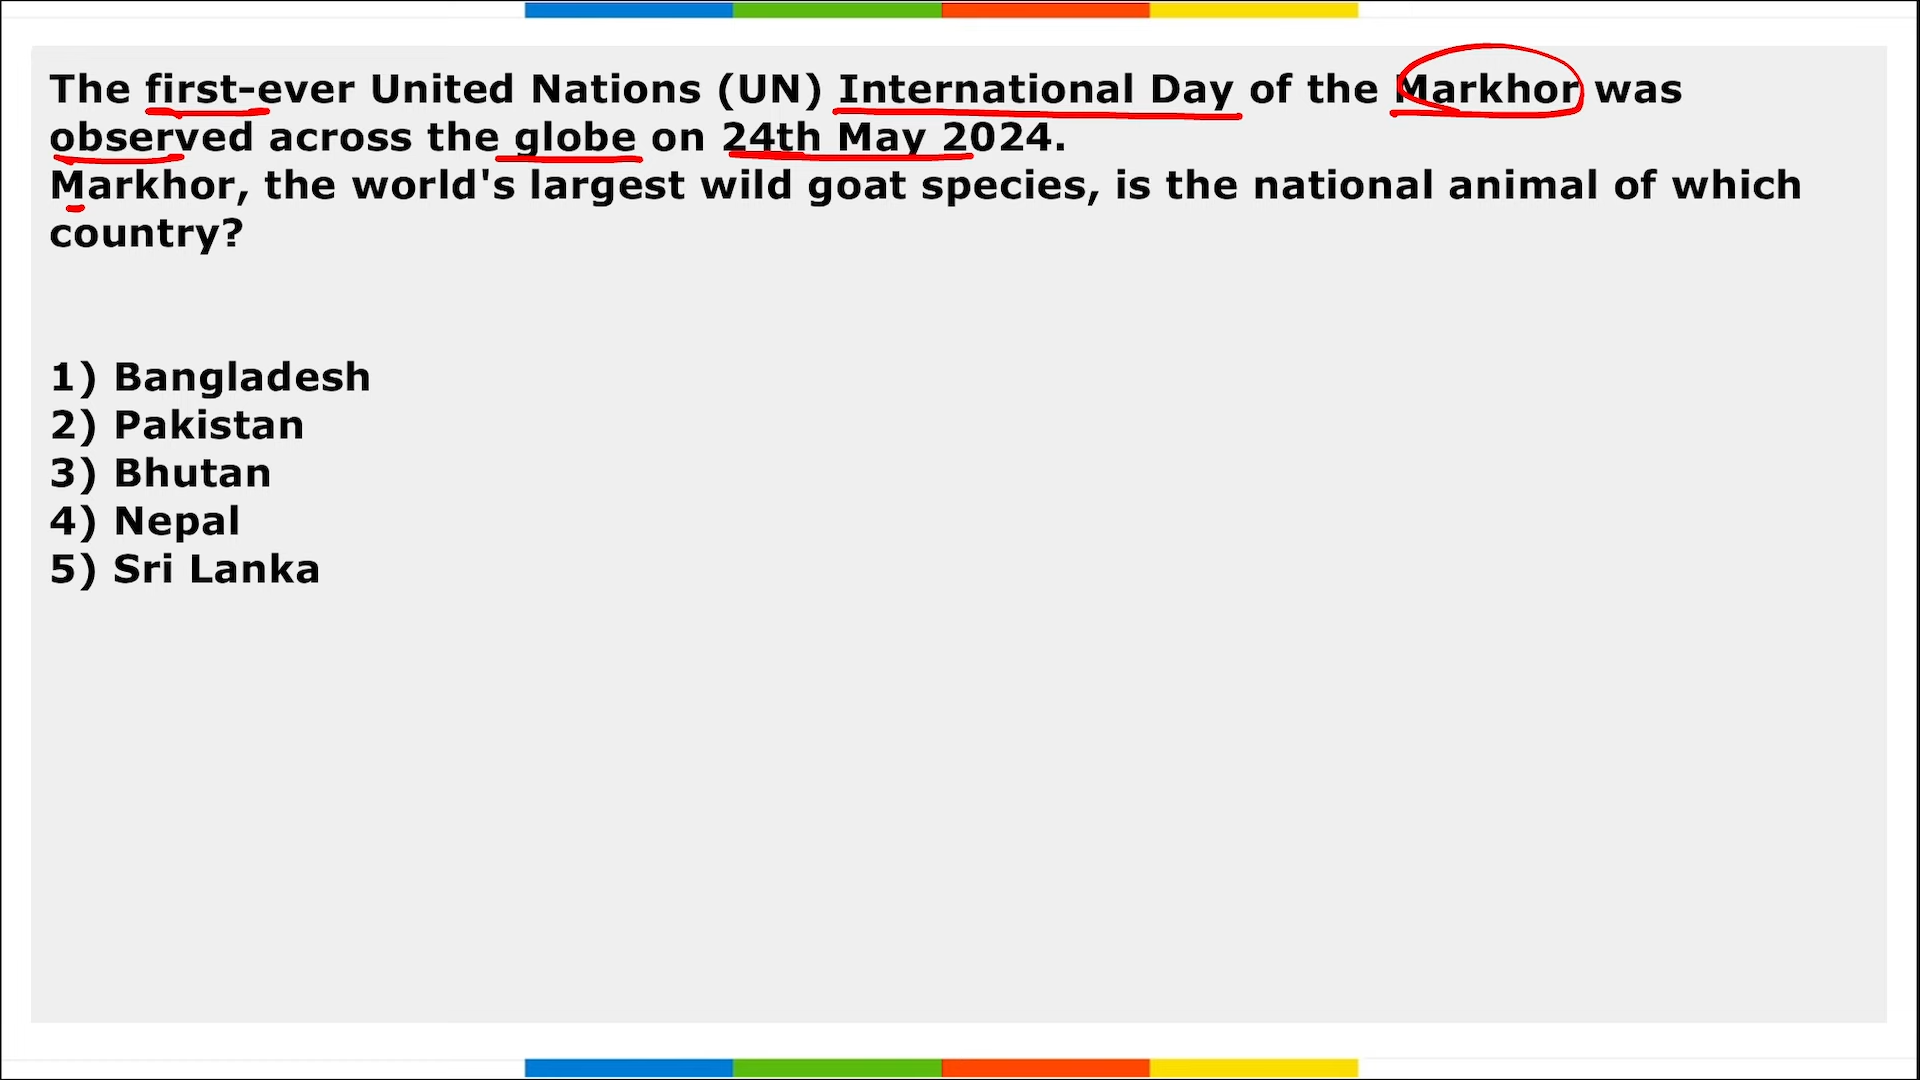 The first-ever United Nations (UN) International Day of the Markhor was
observed across the globe on 24th May 2024.
Markhor, the world's largest wild goat species, is the national animal of which
country?
1) Bangladesh
2) Pakistan
3) Bhutan
4) Nepal
5) Sri Lanka